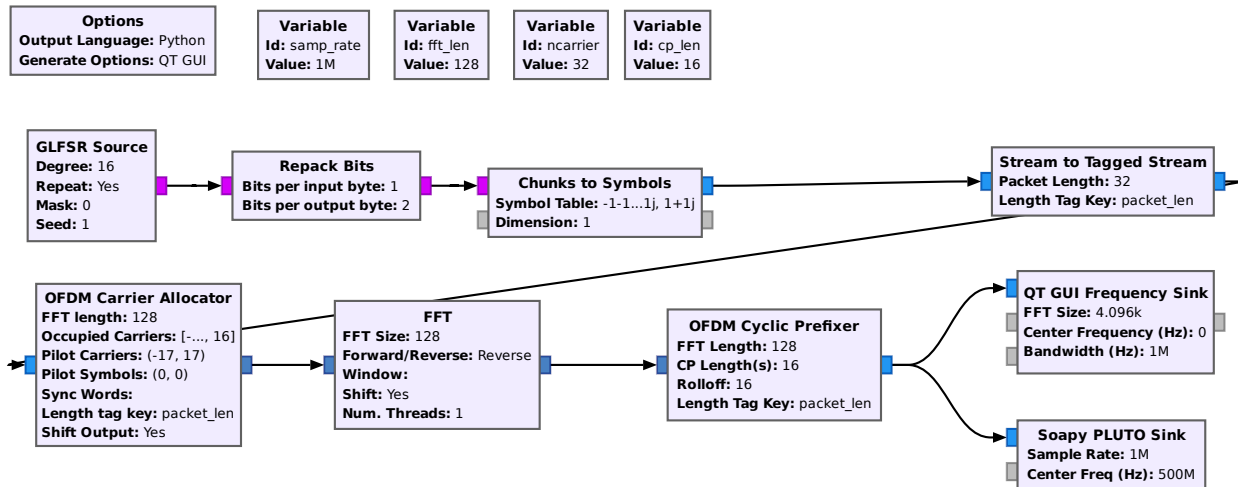 Options
Output Language: Python
Generate Options: QT GUI
Variable
Id: samp_rate
Value: 1M
Variable
Id: fft_len
Value: 128
Variable
Id: ncarrier
Value: 32
Variable
Id: cp_len
Value: 16
GLFSR Source
Degree: 16
Repeat: Yes
Mask: 0
Seed: 1
Repack Bits
Bits per input byte: 1
Bits per output byte: 2
Chunks to Symbols
Symbol Table: -1-1...1j, 1+1j
Dimension: 1
Stream to Tagged Stream
Packet Length: 32
Length Tag Key: packet_len
OFDM Carrier Allocator
FFT length: 128
Occupied Carriers: [-..., 16]
Pilot Carriers: (-17, 17)
Pilot Symbols: (0, 0)
Sync Words:
Length tag key: packet_len
Shift Output: Yes
FFT
FFT Size: 128
Forward/Reverse: Reverse
Window:
Shift: Yes
Num. Threads: 1
OFDM Cyclic Prefixer
FFT Length: 128
CP Length(s): 16
Rolloff: 16
Length Tag Key: packet_len
QT GUI Frequency Sink
FFT Size: 4.096k
Center Frequency (Hz): 0
Bandwidth (Hz): 1M
Soapy PLUTO Sink
Sample Rate: 1M
Center Freq (Hz): 500M